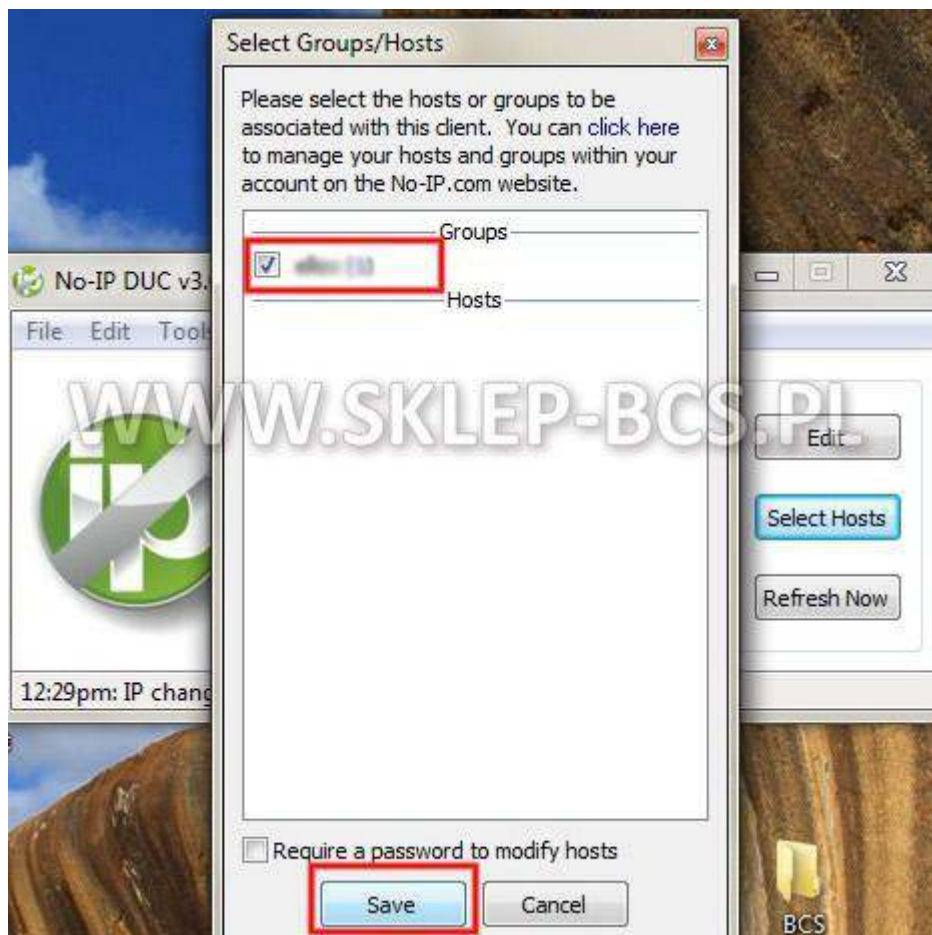 Select Groups/Hosts
Please select the hosts or groups to be
associated with this client. You can click here
to manage your hosts and groups within your
account on the No-IP.com website.
Groups
Hosts
No-IP DUC v3.
File Edit Tools
WWW.SKLEP-BCS.PL
ip
Edit
Select Hosts
Refresh Now
12:29pm: IP chang
Require a password to modify hosts
Save Cancel
BCS